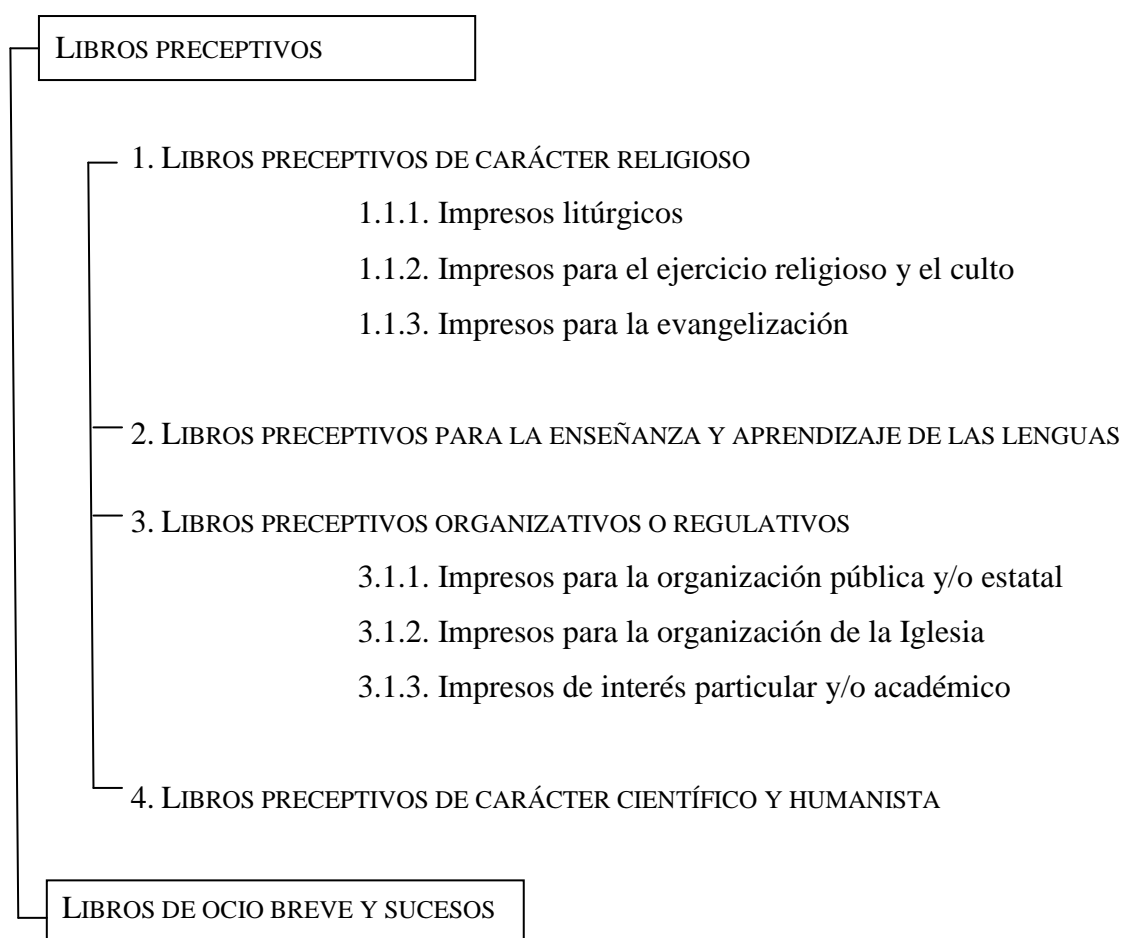 LIBROS PRECEPTIVOS
1. LIBROS PRECEPTIVOS DE CARÁCTER RELIGIOSO
1.1.1. Impresos litúrgicos
1.1.2. Impresos para el ejercicio religioso y el culto
1.1.3. Impresos para la evangelización
2. LIBROS PRECEPTIVOS PARA LA ENSEÑANZA Y APRENDIZAJE DE LAS LENGUAS
3. LIBROS PRECEPTIVOS ORGANIZATIVOS O REGULATIVOS
3.1.1. Impresos para la organización pública y/o estatal
3.1.2. Impresos para la organización de la Iglesia
3.1.3. Impresos de interés particular y/o académico
4. LIBROS PRECEPTIVOS DE CARÁCTER CIENTÍFICO Y HUMANISTA
LIBROS DE OCIO BREVE Y SUCESOS